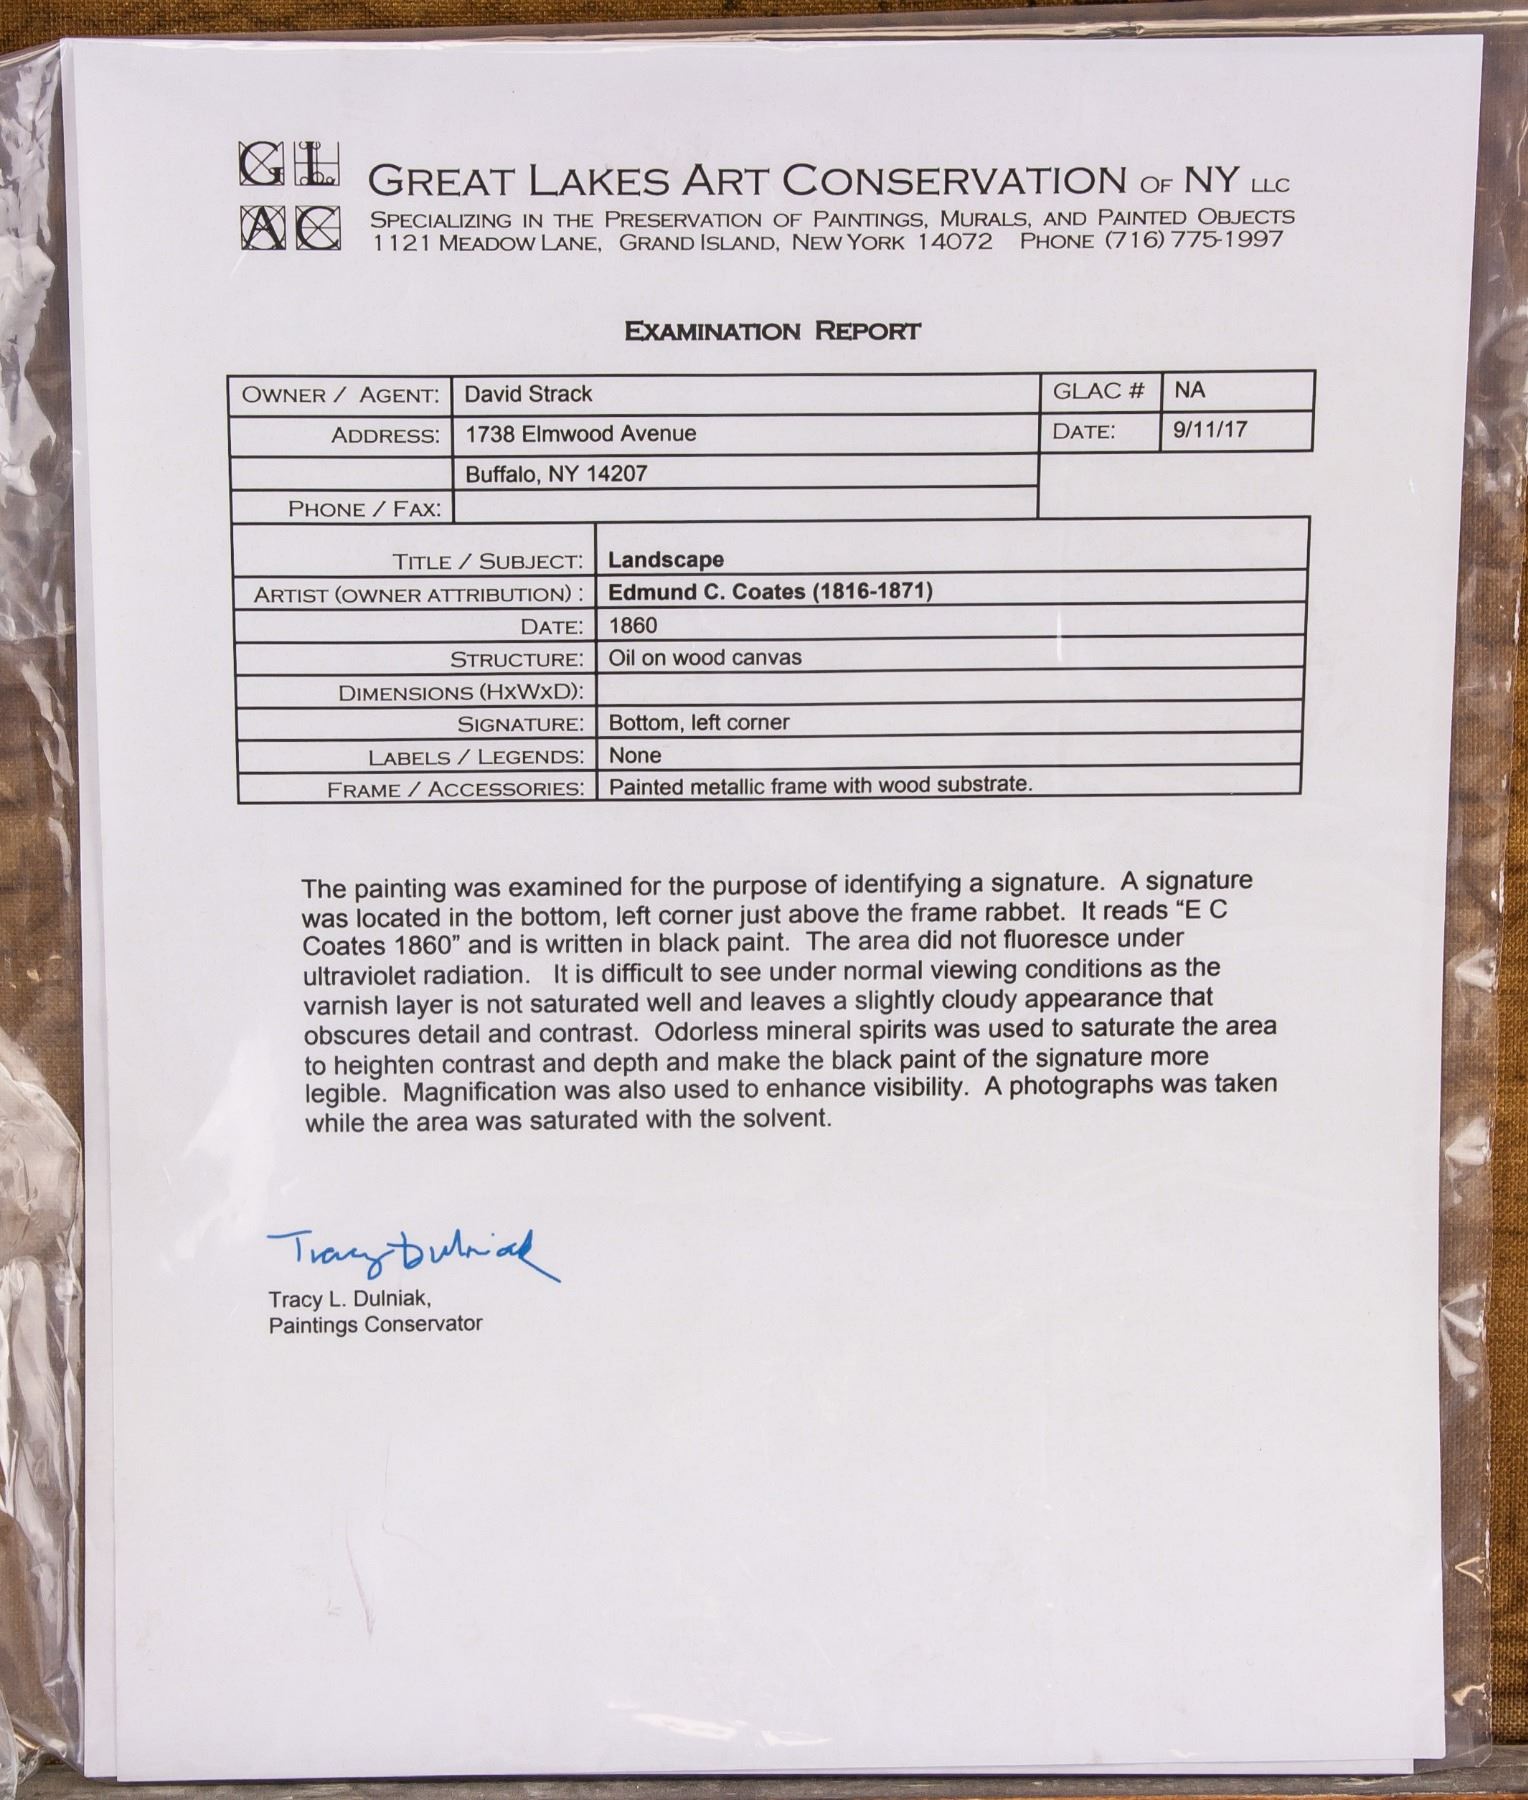 GL
AC
GREAT LAKES ART CONSERVATION OF NY LLC
SPECIALIZING IN THE PRESERVATION OF PAINTINGS, MURALS, AND PAINTED OBJECTS
1121 MEADOW LANE, GRAND ISLAND, NEW YORK 14072 PHONE (716) 775-1997
EXAMINATION REPORT
OWNER / AGENT: David Strack GLAC # NA
ADDRESS: 1738 Elmwood Avenue DATE: 9/11/17
Buffalo, NY 14207
PHONE / FAX:
TITLE / SUBJECT: Landscape
ARTIST (OWNER ATTRIBUTION) : Edmund C. Coates (1816-1871)
DATE: 1860
STRUCTURE: Oil on wood canvas
DIMENSIONS (HXWXD):
SIGNATURE: Bottom, left corner
LABELS / LEGENDS: None
FRAME / ACCESSORIES: Painted metallic frame with wood substrate.
The painting was examined for the purpose of identifying a signature. A signature
was located in the bottom, left corner just above the frame rabbet. It reads “E C
Coates 1860” and is written in black paint. The area did not fluoresce under
ultraviolet radiation. It is difficult to see under normal viewing conditions as the
varnish layer is not saturated well and leaves a slightly cloudy appearance that
obscures detail and contrast. Odorless mineral spirits was used to saturate the area
to heighten contrast and depth and make the black paint of the signature more
legible. Magnification was also used to enhance visibility. A photographs was taken
while the area was saturated with the solvent.
Tracy Dulniak
Tracy L. Dulniak,
Paintings Conservator